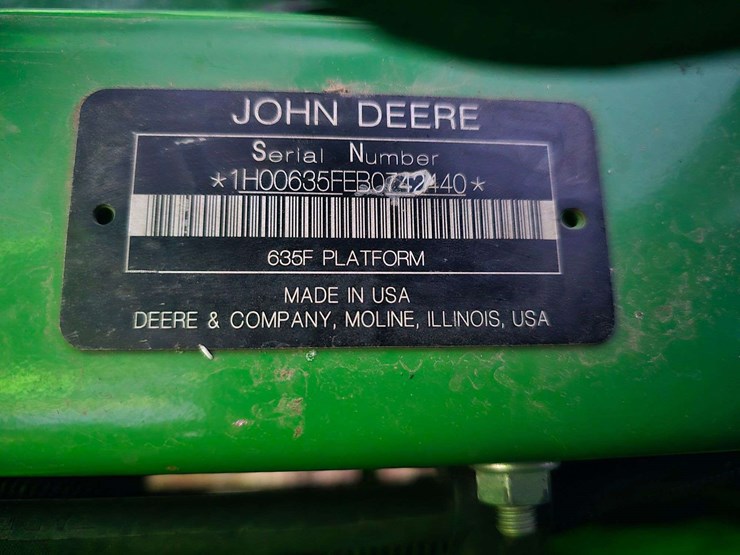 JOHN DEERE
Serial Number
*1H00635FEB0742440*
635F PLATFORM
MADE IN USA
DEERE & COMPANY, MOLINE, ILLINOIS, USA